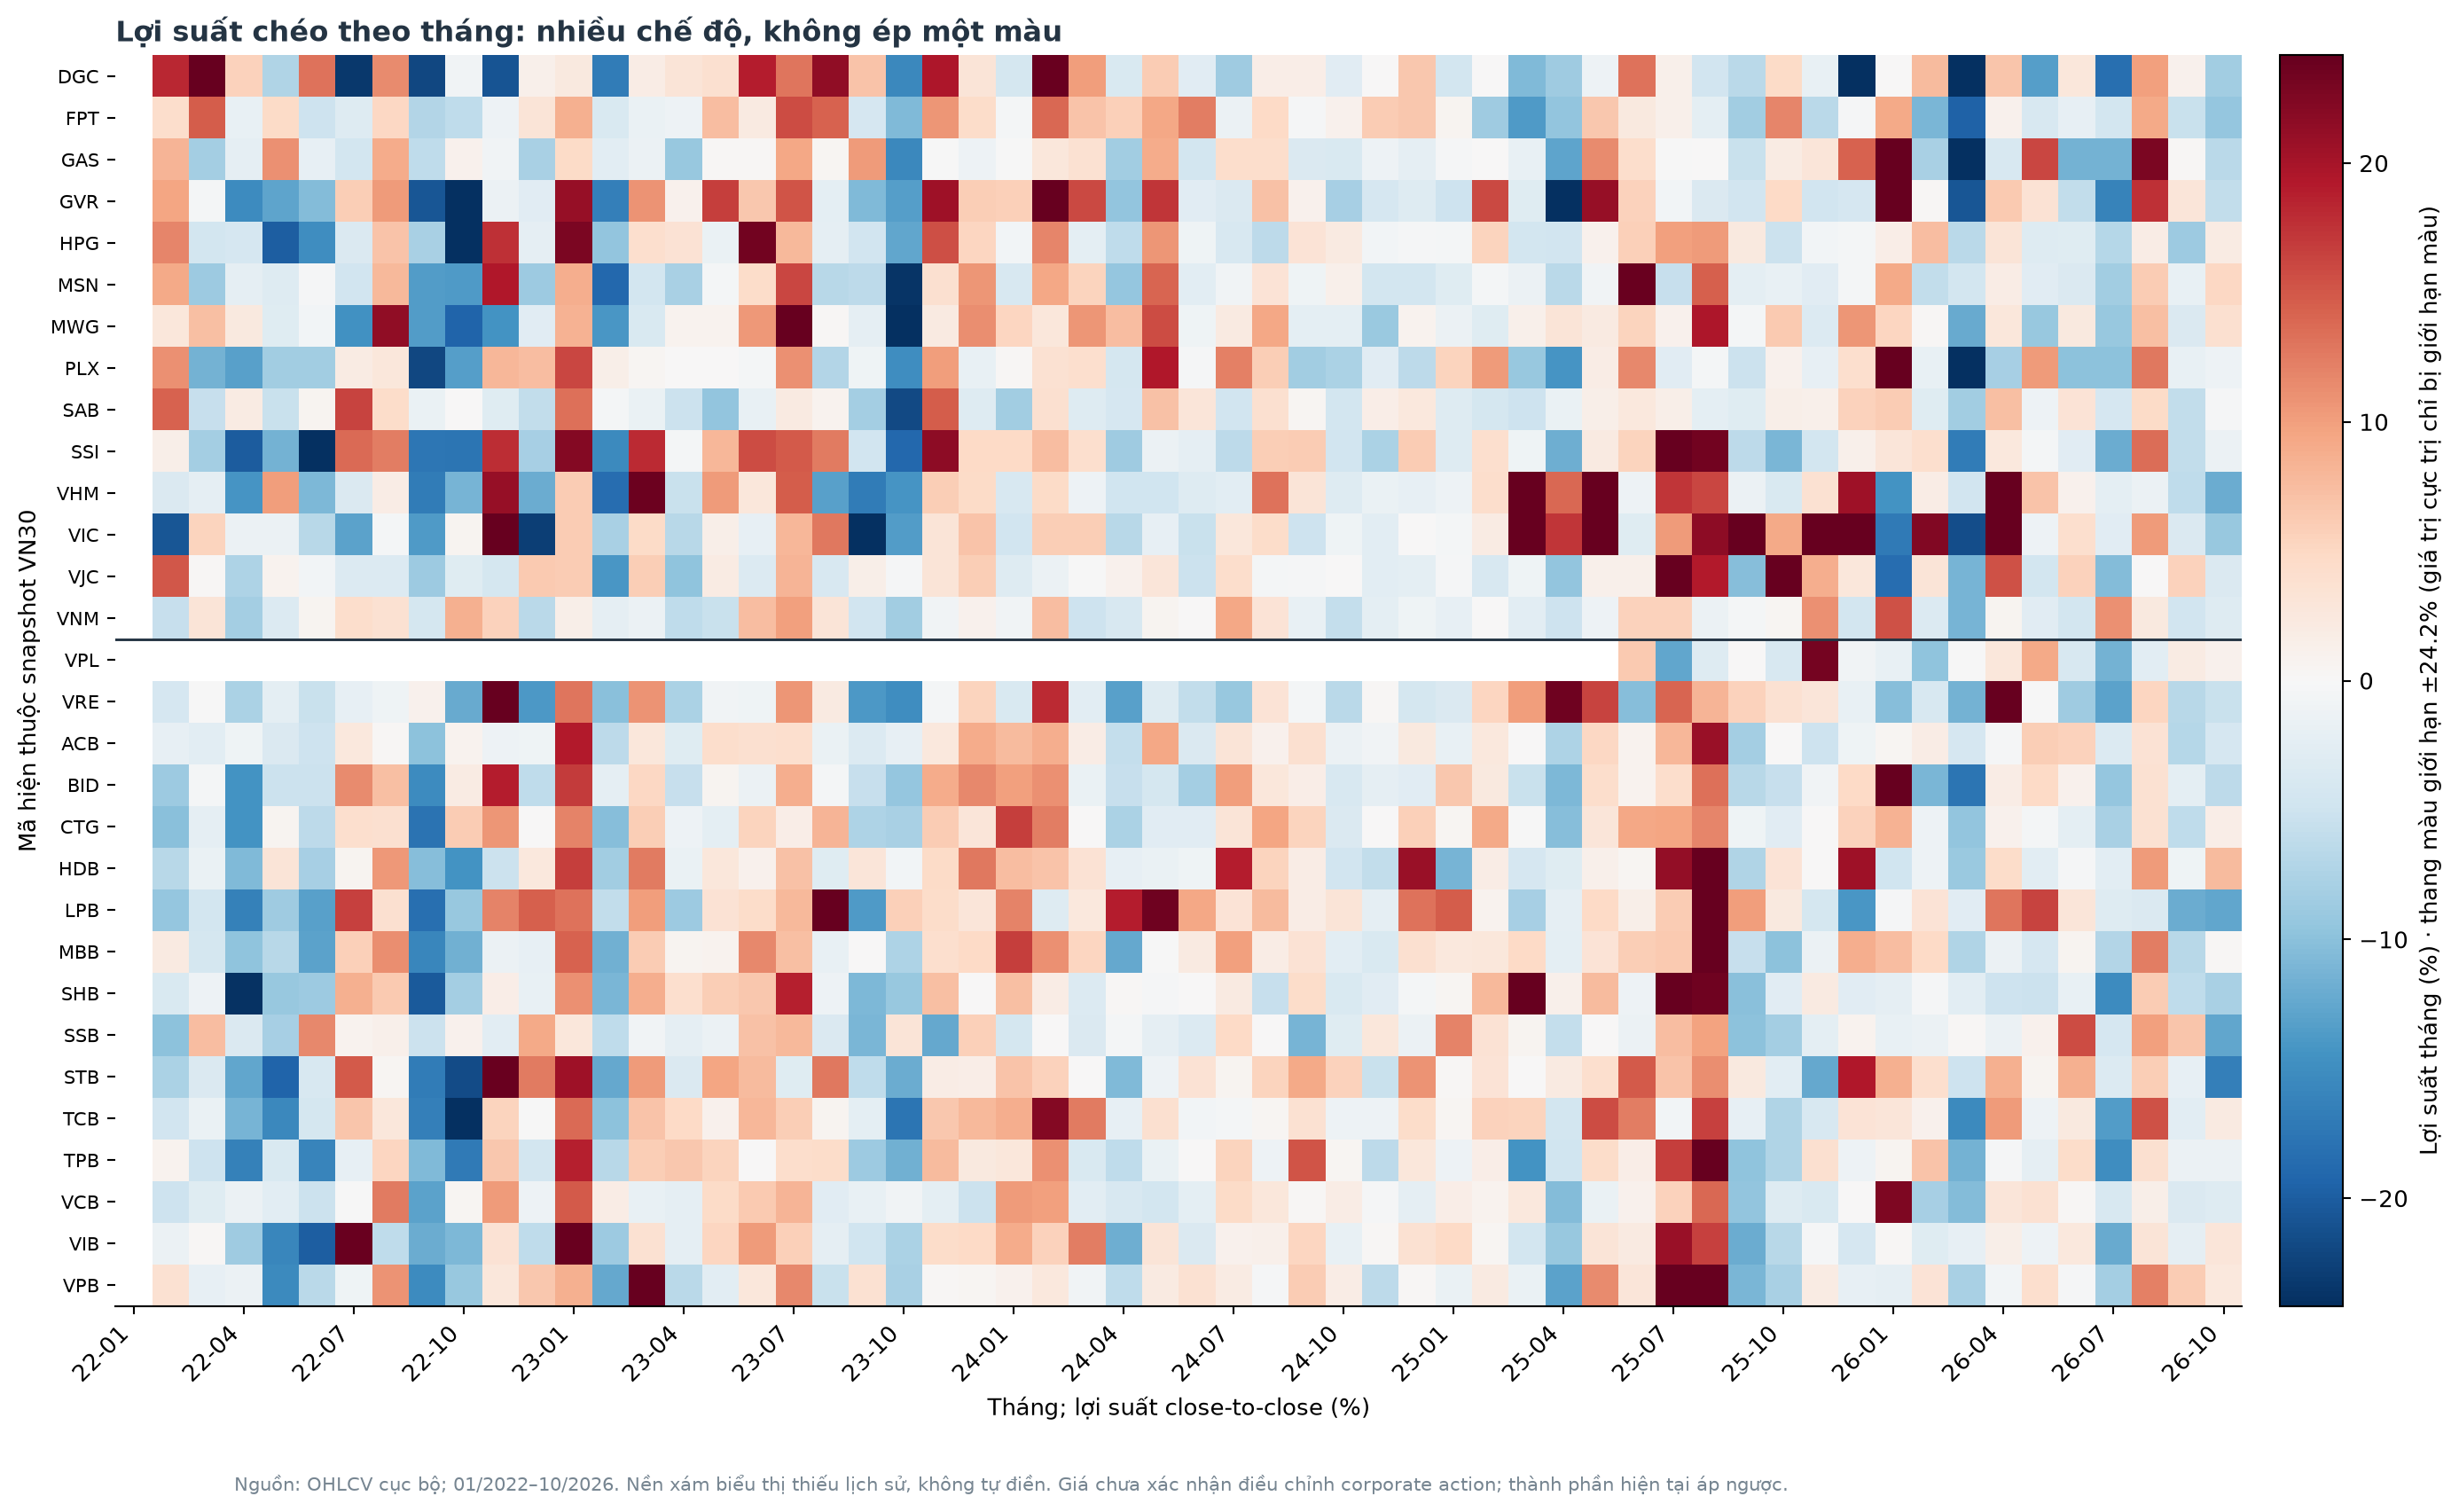 Lợi suất chéo theo tháng: nhiều chế độ, không ép một màu
Mã hiện thuộc snapshot VN30
DGC
FPT
GAS
GVR
HPG
MSN
MWG
PLX
SAB
SSI
VHM
VIC
VJC
VNM
VPL
VRE
ACB
BID
CTG
HDB
LPB
MBB
SHB
SSB
STB
TCB
TPB
VCB
VIB
VPB
22-01
22-04
22-07
22-10
23-01
23-04
23-07
23-10
24-01
24-04
24-07
24-10
25-01
25-04
25-07
25-10
26-01
26-04
26-07
26-10
Tháng; lợi suất close-to-close (%)
20
10
0
−10
−20
Lợi suất tháng (%) · thang màu giới hạn ±24.2% (giá trị cực trị chỉ bị giới hạn màu)
Nguồn: OHLCV cục bộ; 01/2022–10/2026. Nền xám biểu thị thiếu lịch sử, không tự điền. Giá chưa xác nhận điều chỉnh corporate action; thành phần hiện tại áp ngược.